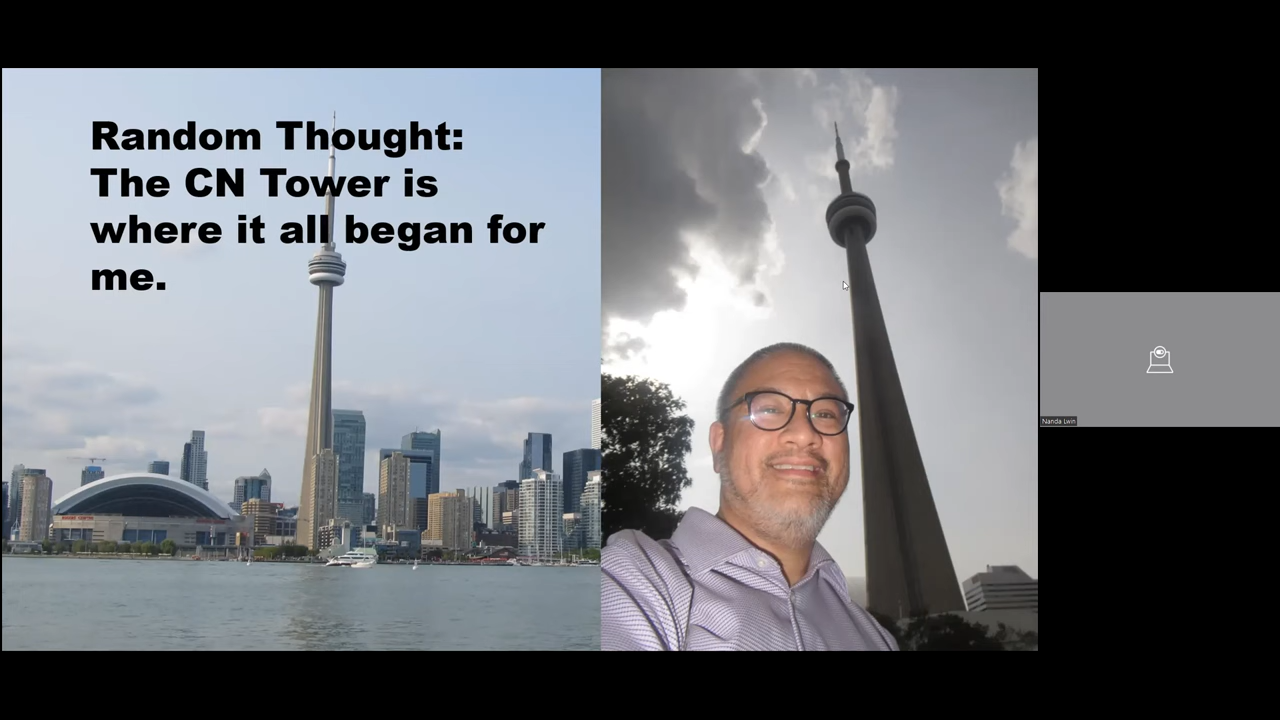 Random Thought:
The CN Tower is
where it all began for
me.
Nanda Lwin